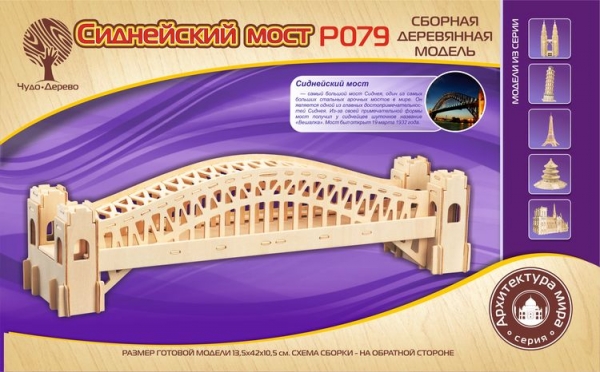 Чудо-Дерево
Сиднейский мост Р079
СБОРНАЯ
ДЕРЕВЯННАЯ
МОДЕЛЬ
МОДЕЛИ ИЗ СЕРИИ
Сиднейский мост
— самый большой мост Сиднея, один из самых
больших стальных арочных мостов в мире. Он
является одной из главных достопримечательнос-
тей Сиднея. Из-за своей примечательной формы
мост получил у сиднейцев шуточное название
«Вешалка». Мост был открыт 19 марта 1932 года.
Архитектура мира
серия
РАЗМЕР ГОТОВОЙ МОДЕЛИ 13,5х42х10,5 см. СХЕМА СБОРКИ - НА ОБРАТНОЙ СТОРОНЕ